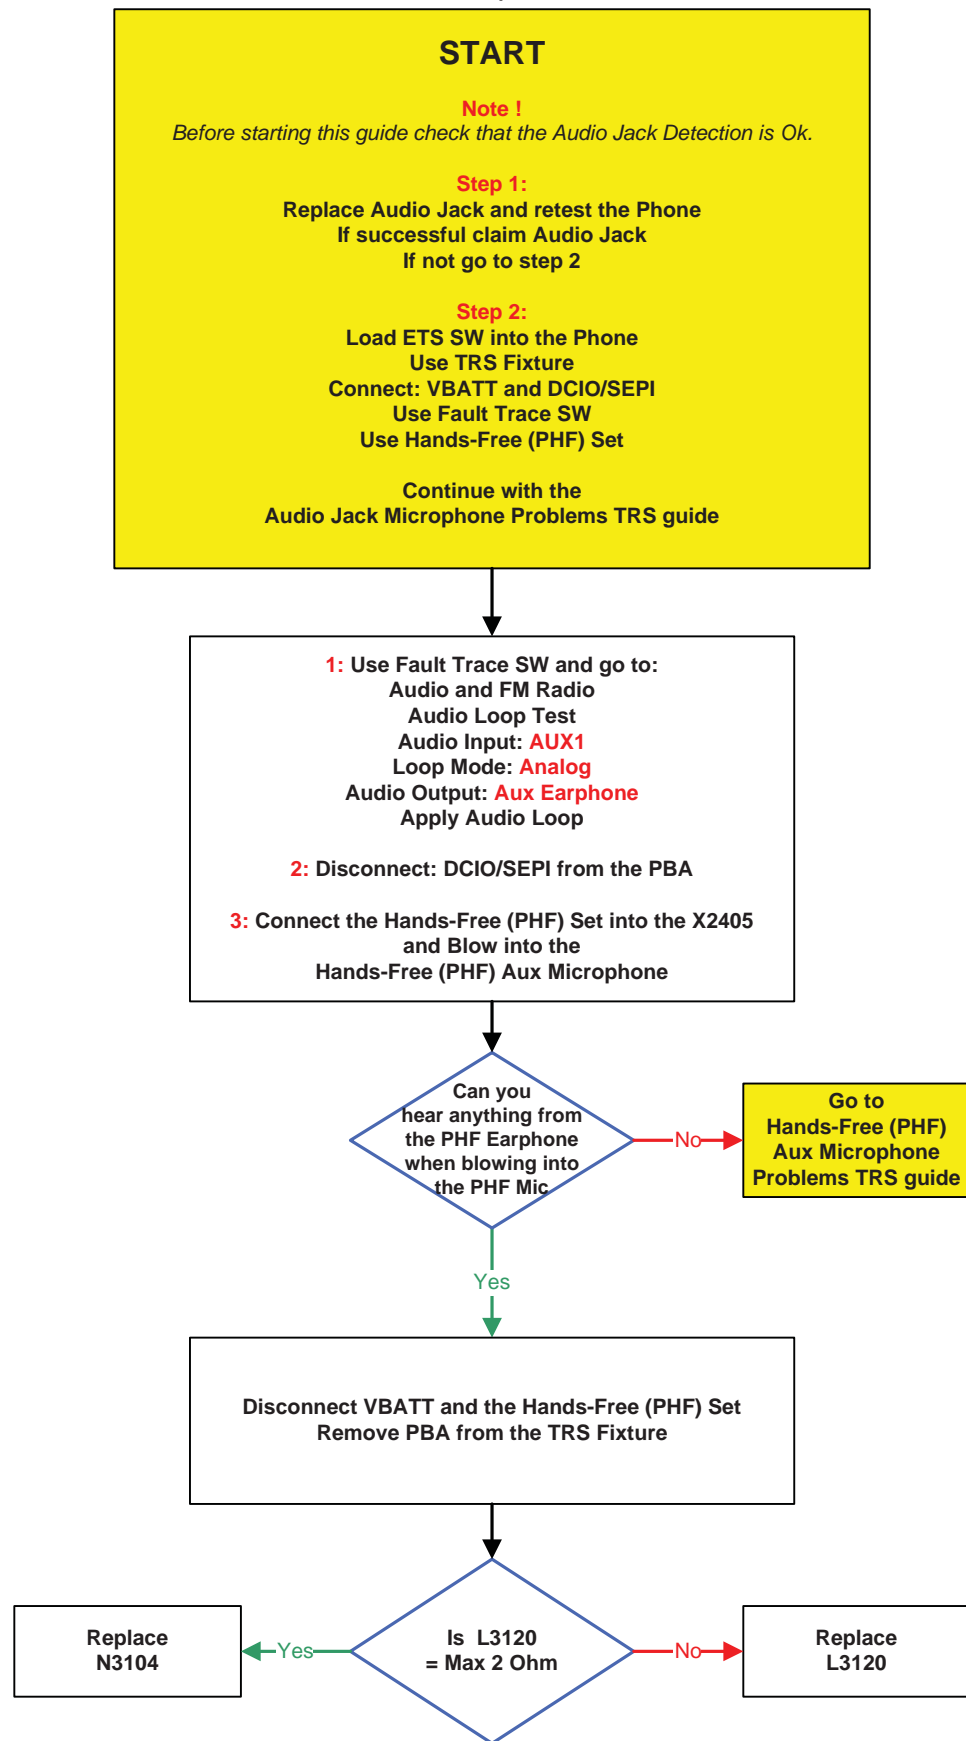 START
Note !
Before starting this guide check that the Audio Jack Detection is Ok.
Step 1:
Replace Audio Jack and retest the Phone
If successful claim Audio Jack
If not go to step 2
Step 2:
Load ETS SW into the Phone
Use TRS Fixture
Connect: VBATT and DCIO/SEPI
Use Fault Trace SW
Use Hands-Free (PHF) Set
Continue with the
Audio Jack Microphone Problems TRS guide
1: Use Fault Trace SW and go to:
Audio and FM Radio
Audio Loop Test
Audio Input: AUX1
Loop Mode: Analog
Audio Output: Aux Earphone
Apply Audio Loop
2: Disconnect: DCIO/SEPI from the PBA
3: Connect the Hands-Free (PHF) Set into the X2405
and Blow into the
Hands-Free (PHF) Aux Microphone
Can you
hear anything from
the PHF Earphone
when blowing into
the PHF Mic
No
Go to
Hands-Free (PHF)
Aux Microphone
Problems TRS guide
Yes
Disconnect VBATT and the Hands-Free (PHF) Set
Remove PBA from the TRS Fixture
Replace
N3104
Yes
Is L3120
= Max 2 Ohm
No
Replace
L3120